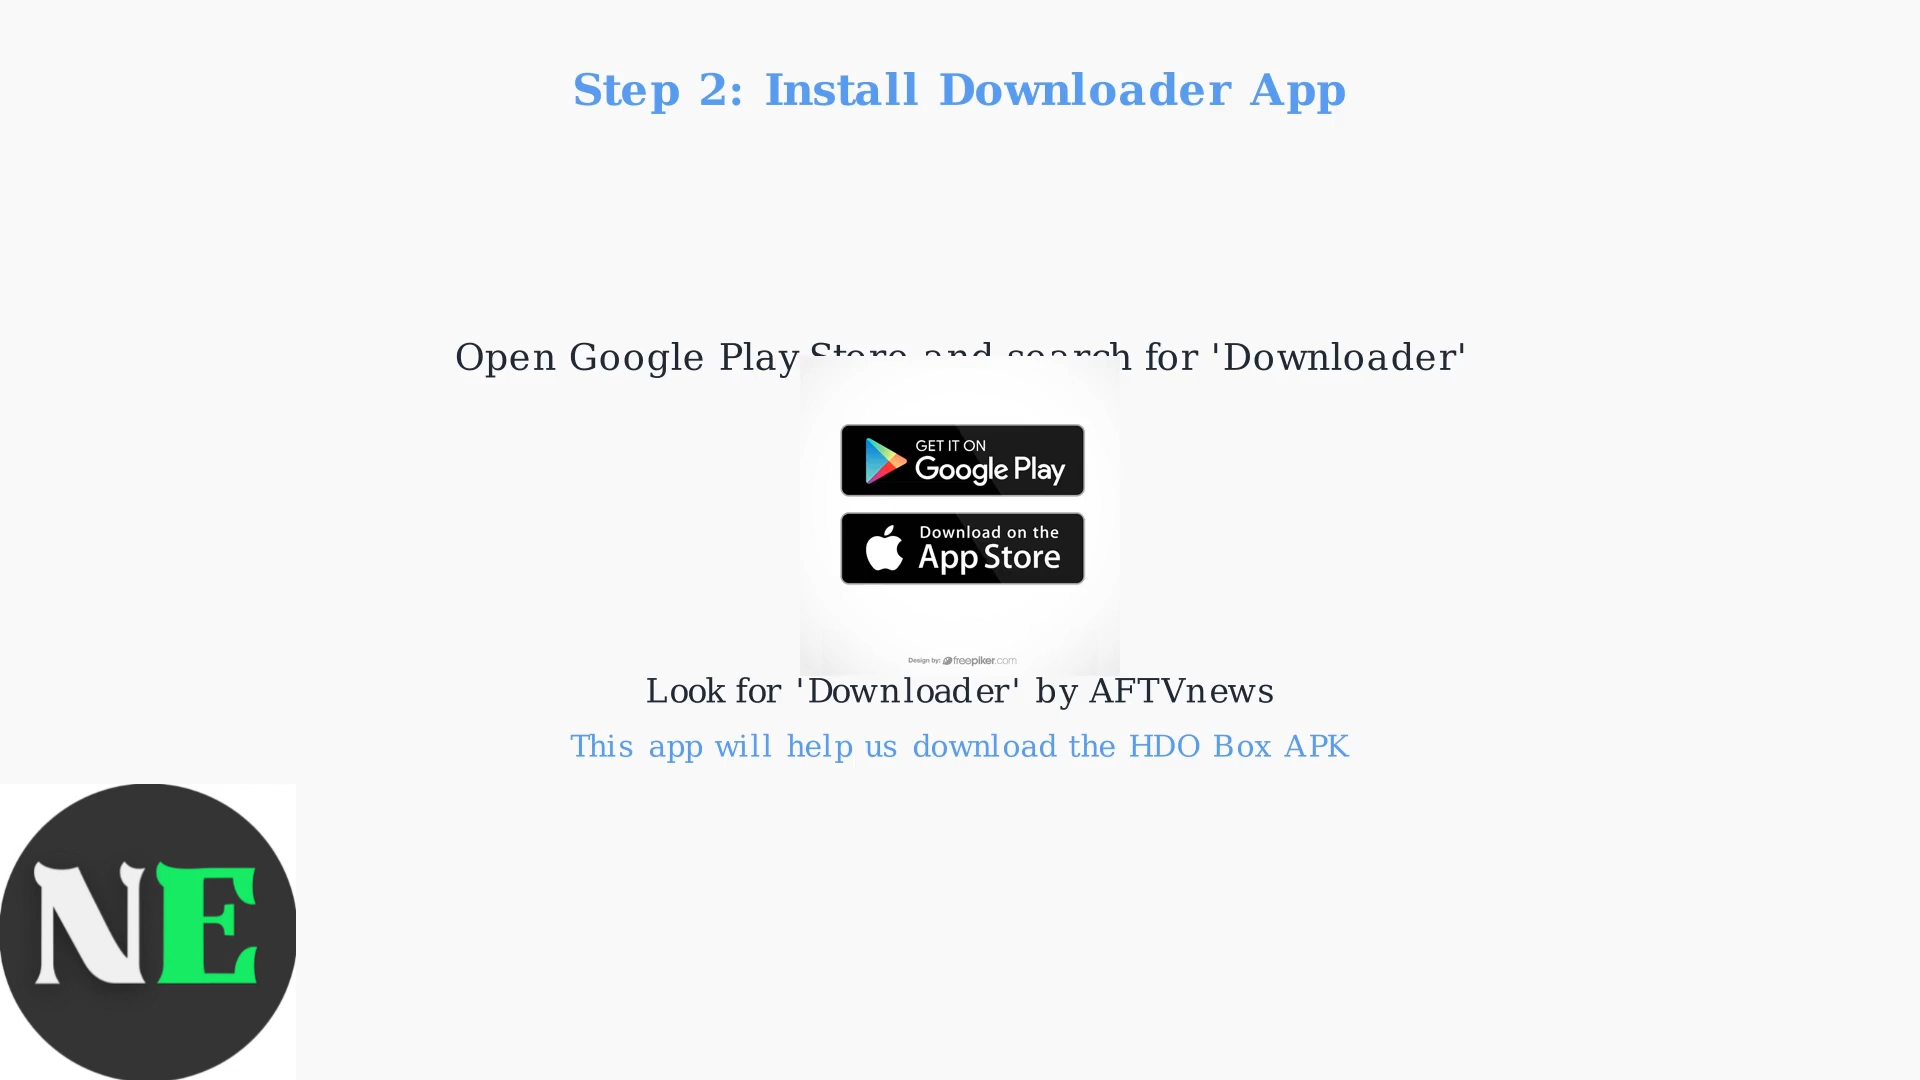 Step 2: Install Downloader App
Open Google Play Store and search for 'Downloader'
GET IT ON
Google Play
Download on the
App Store
Design by: freepiker.com
Look for 'Downloader' by AFTVnews
This app will help us download the HDO Box APK
NE